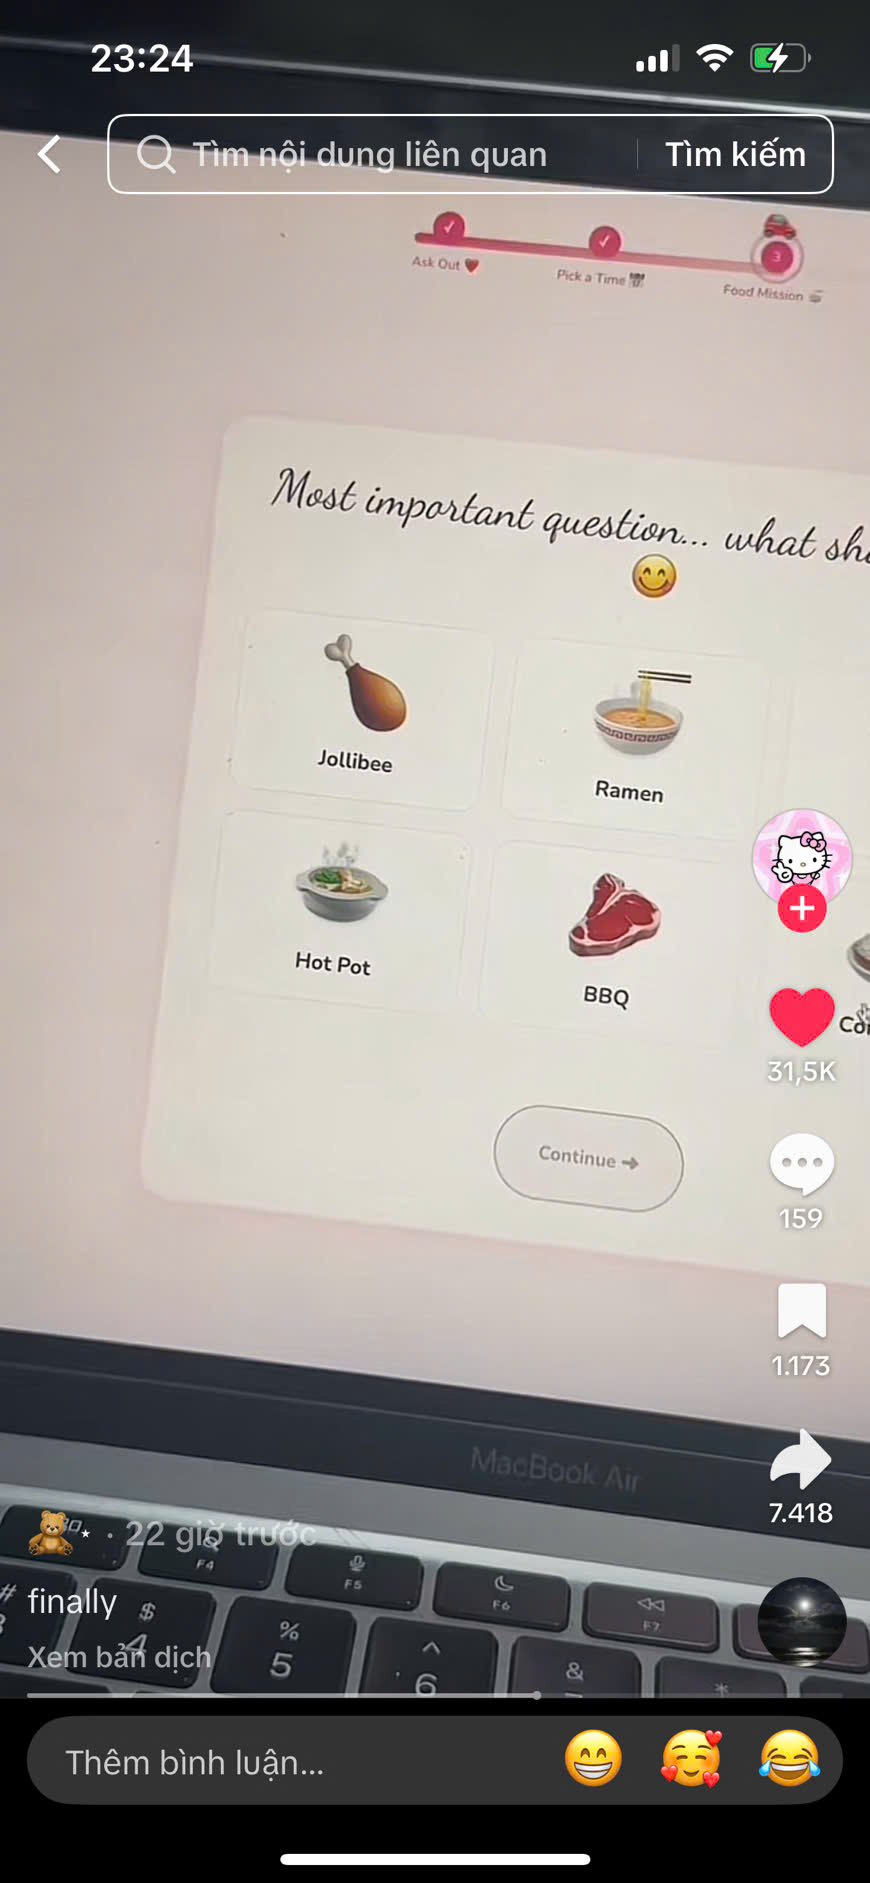 23:24
Tìm nội dung liên quan
Tìm kiếm
Ask Out
Pick a Time
3
Food Mission
Most important question... what
Jollibee
Ramen
Hot Pot
BBQ
31,5K
Continue →
159
1.173
MacBook Air
7.418
· 22 giờ trước
F4
F5
F6
F7
finally
Xem bản dịch
# $ % ^ & *
4 5 6
Thêm bình luận...